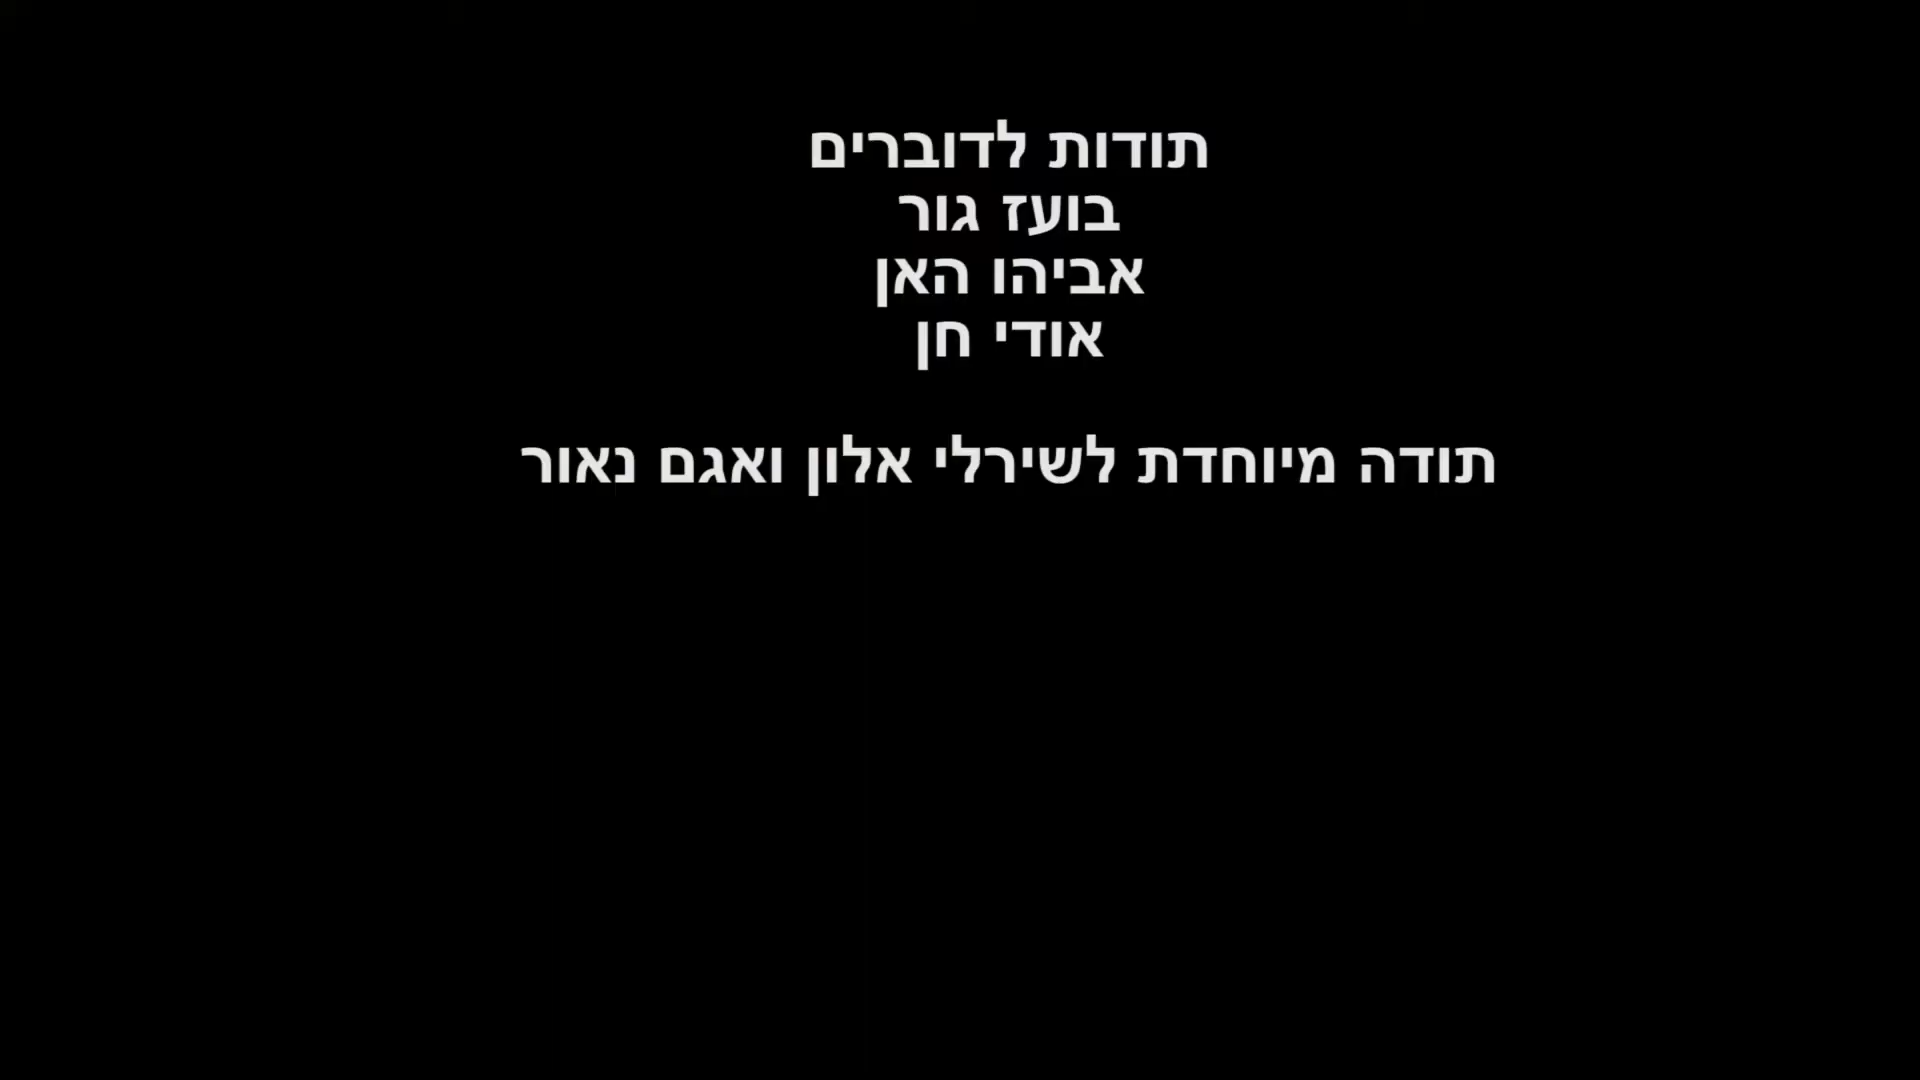 תודות לדוברים
בועז גור
אביהו האן
אודי חן
תודה מיוחדת לשירלי אלון ואגם נאור